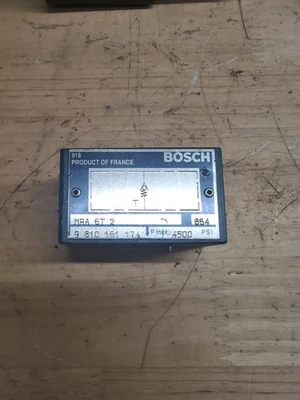 918
PRODUCT OF FRANCE
BOSCH
T
MRA 6T 2
864
9 810 161 174
P max. 4500 PSI